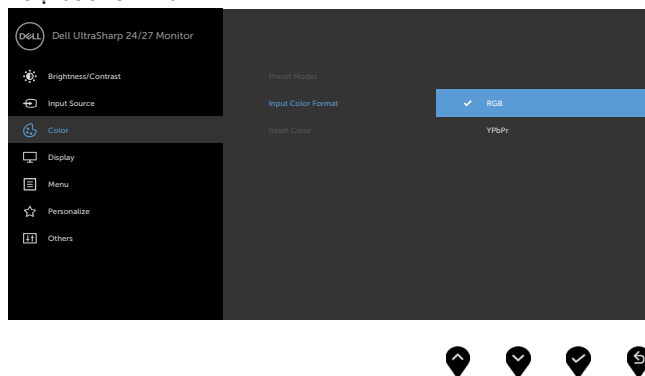 DELL
Dell UltraSharp 24/27 Monitor
Brightness/Contrast
Preset Modes
Input Source
Input Color Format
RGB
Color
Reset Color
YPbPr
Display
Menu
Personalize
Others